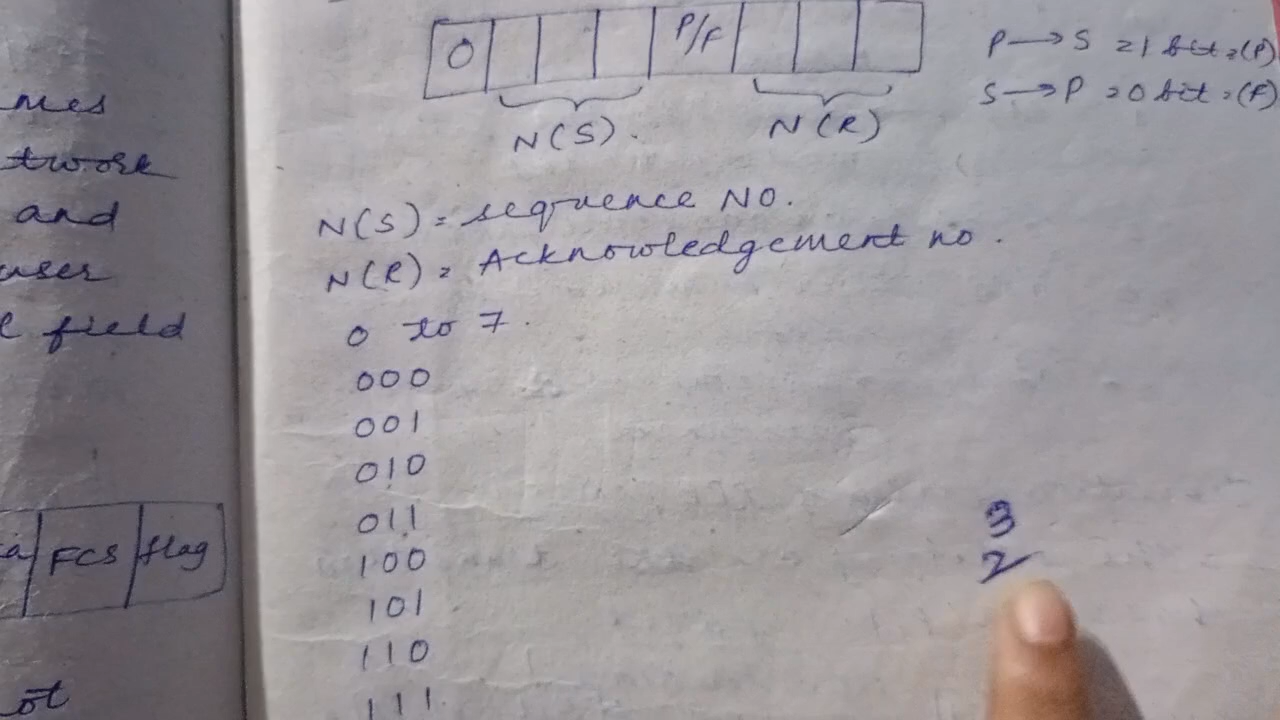 mes
twork
and
user
l field
a FCS flag
ot
0 P/F
N(S). N(R)
P→S =1 bit=(P)
S→P =0 bit=(F)
N(S)= sequence NO.
N(R)= Acknowledgement no.
0 to 7.
000
001
010
011
100
101
110
111
3
2